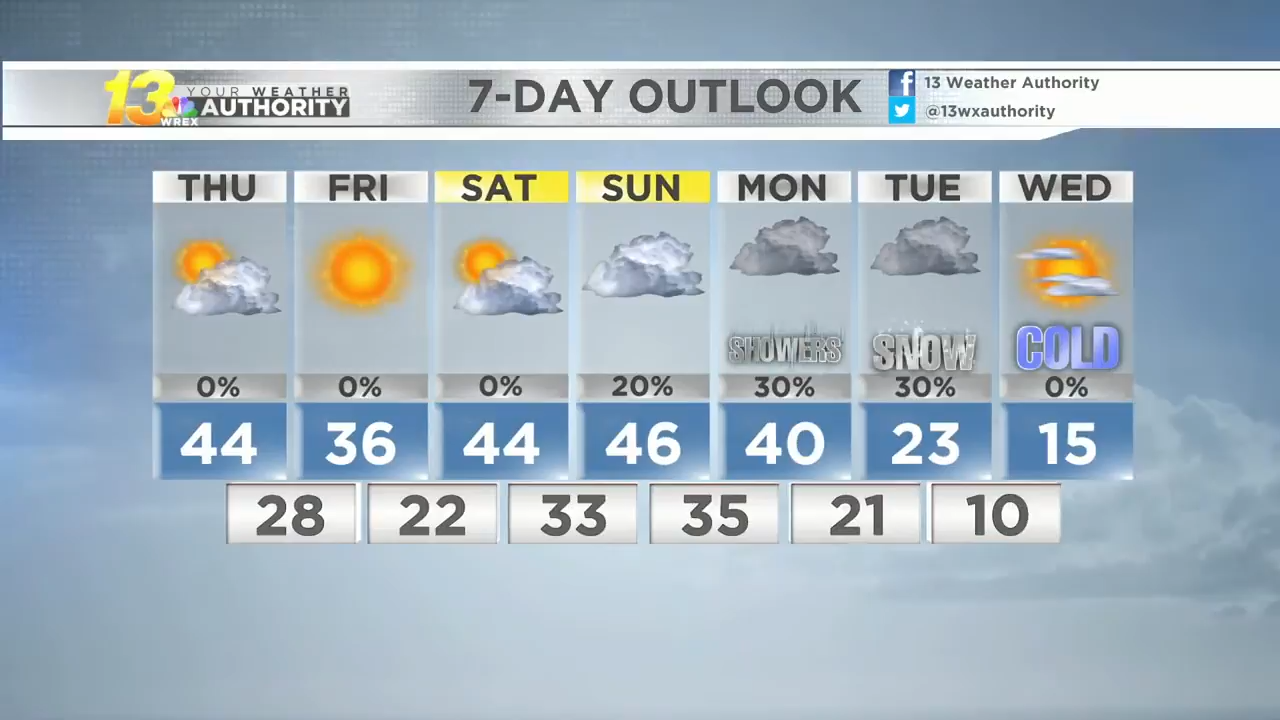 13 WREX
YOUR WEATHER
AUTHORITY
7-DAY OUTLOOK
f 13 Weather Authority
@13wxauthority
THU FRI SAT SUN MON TUE WED
SHOWERS SNOW COLD
0% 0% 0% 20% 30% 30% 0%
44 36 44 46 40 23 15
28 22 33 35 21 10